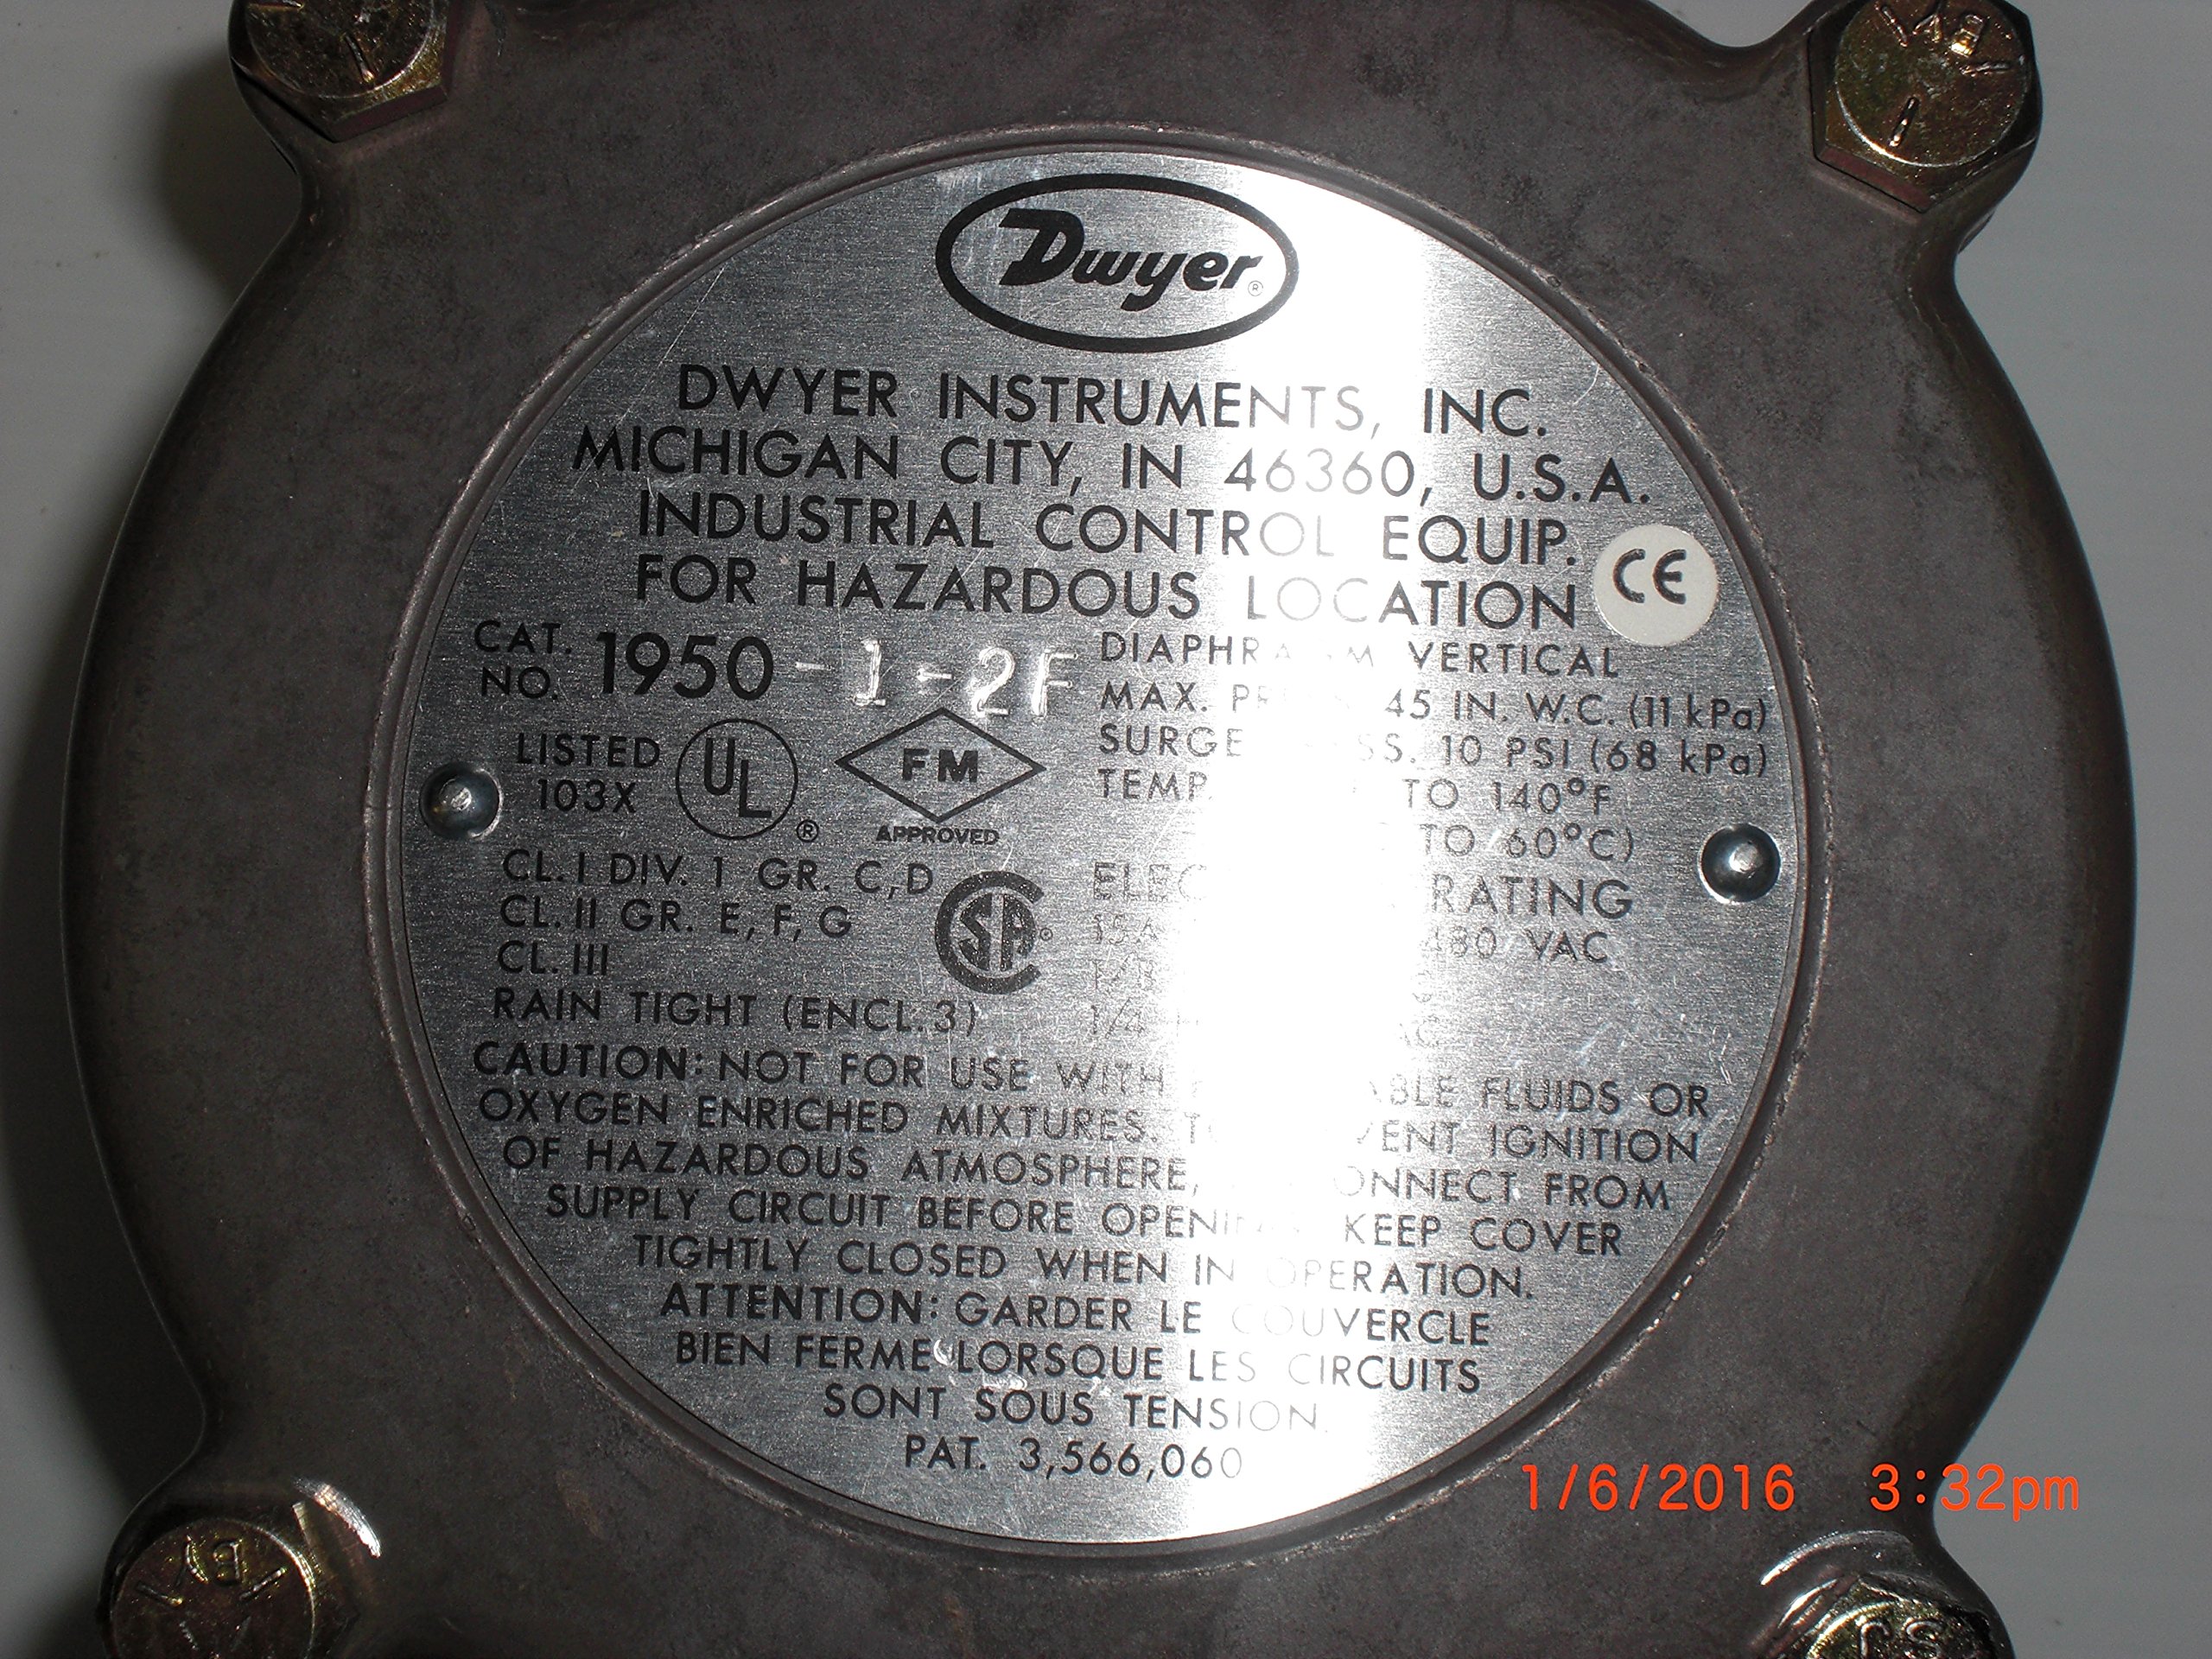 Dwyer®
DWYER INSTRUMENTS, INC.
MICHIGAN CITY, IN 46360, U.S.A.
INDUSTRIAL CONTROL EQUIP.
FOR HAZARDOUS LOCATION
CE
CAT. NO. 1950-1-2F
LISTED 103X
UL®
FM
APPROVED
CL. I DIV. 1 GR. C,D
CL. II GR. E, F, G
CL. III
RAIN TIGHT (ENCL. 3)
CSA
VERTICAL
MAX. 45 IN. W.C. (11 kPa)
SURGE 10 PSI (68 kPa)
TEMP. TO 140°F
TO 60°C)
RATING
480 VAC
1/4
CAUTION: NOT FOR USE WITH FLUIDS OR
OXYGEN ENRICHED MIXTURES. IGNITION
OF HAZARDOUS ATMOSPHERE, FROM
SUPPLY CIRCUIT BEFORE KEEP COVER
TIGHTLY CLOSED WHEN IN OPERATION.
ATTENTION: GARDER LE COUVERCLE
BIEN FERME LORSQUE LES CIRCUITS
SONT SOUS TENSION.
PAT. 3,566,060
1/6/2016 3:32pm